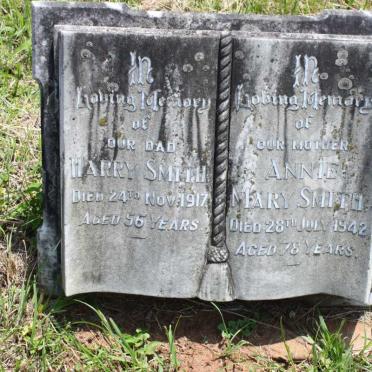 In
Loving Memory
of
OUR DAD
HARRY SMITH
DIED 24TH NOV. 1917
AGED 56 YEARS.
In
Loving Memory
of
OUR MOTHER
ANNIE
MARY SMITH
DIED 28TH JULY 1942
AGED 78 YEARS.